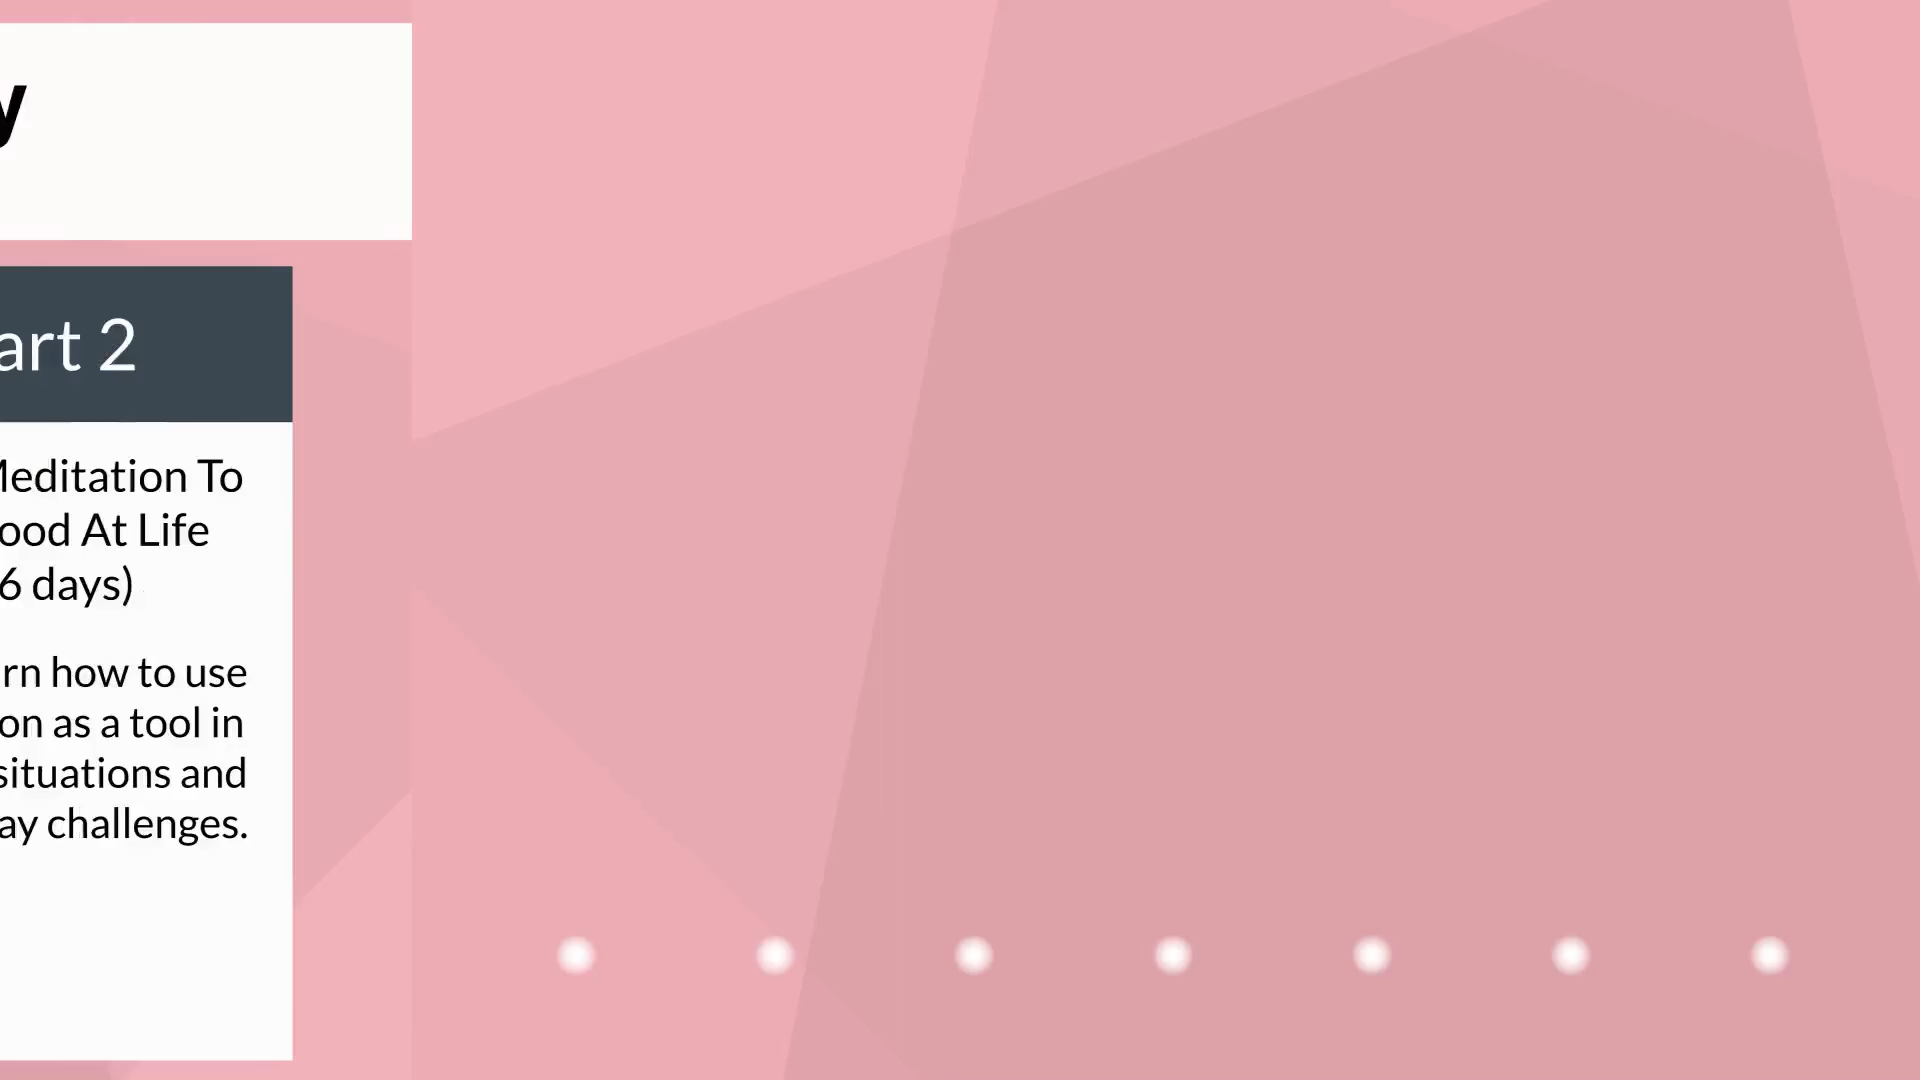 y
art 2
Meditation To
ood At Life
6 days)
rn how to use
on as a tool in
situations and
ay challenges.